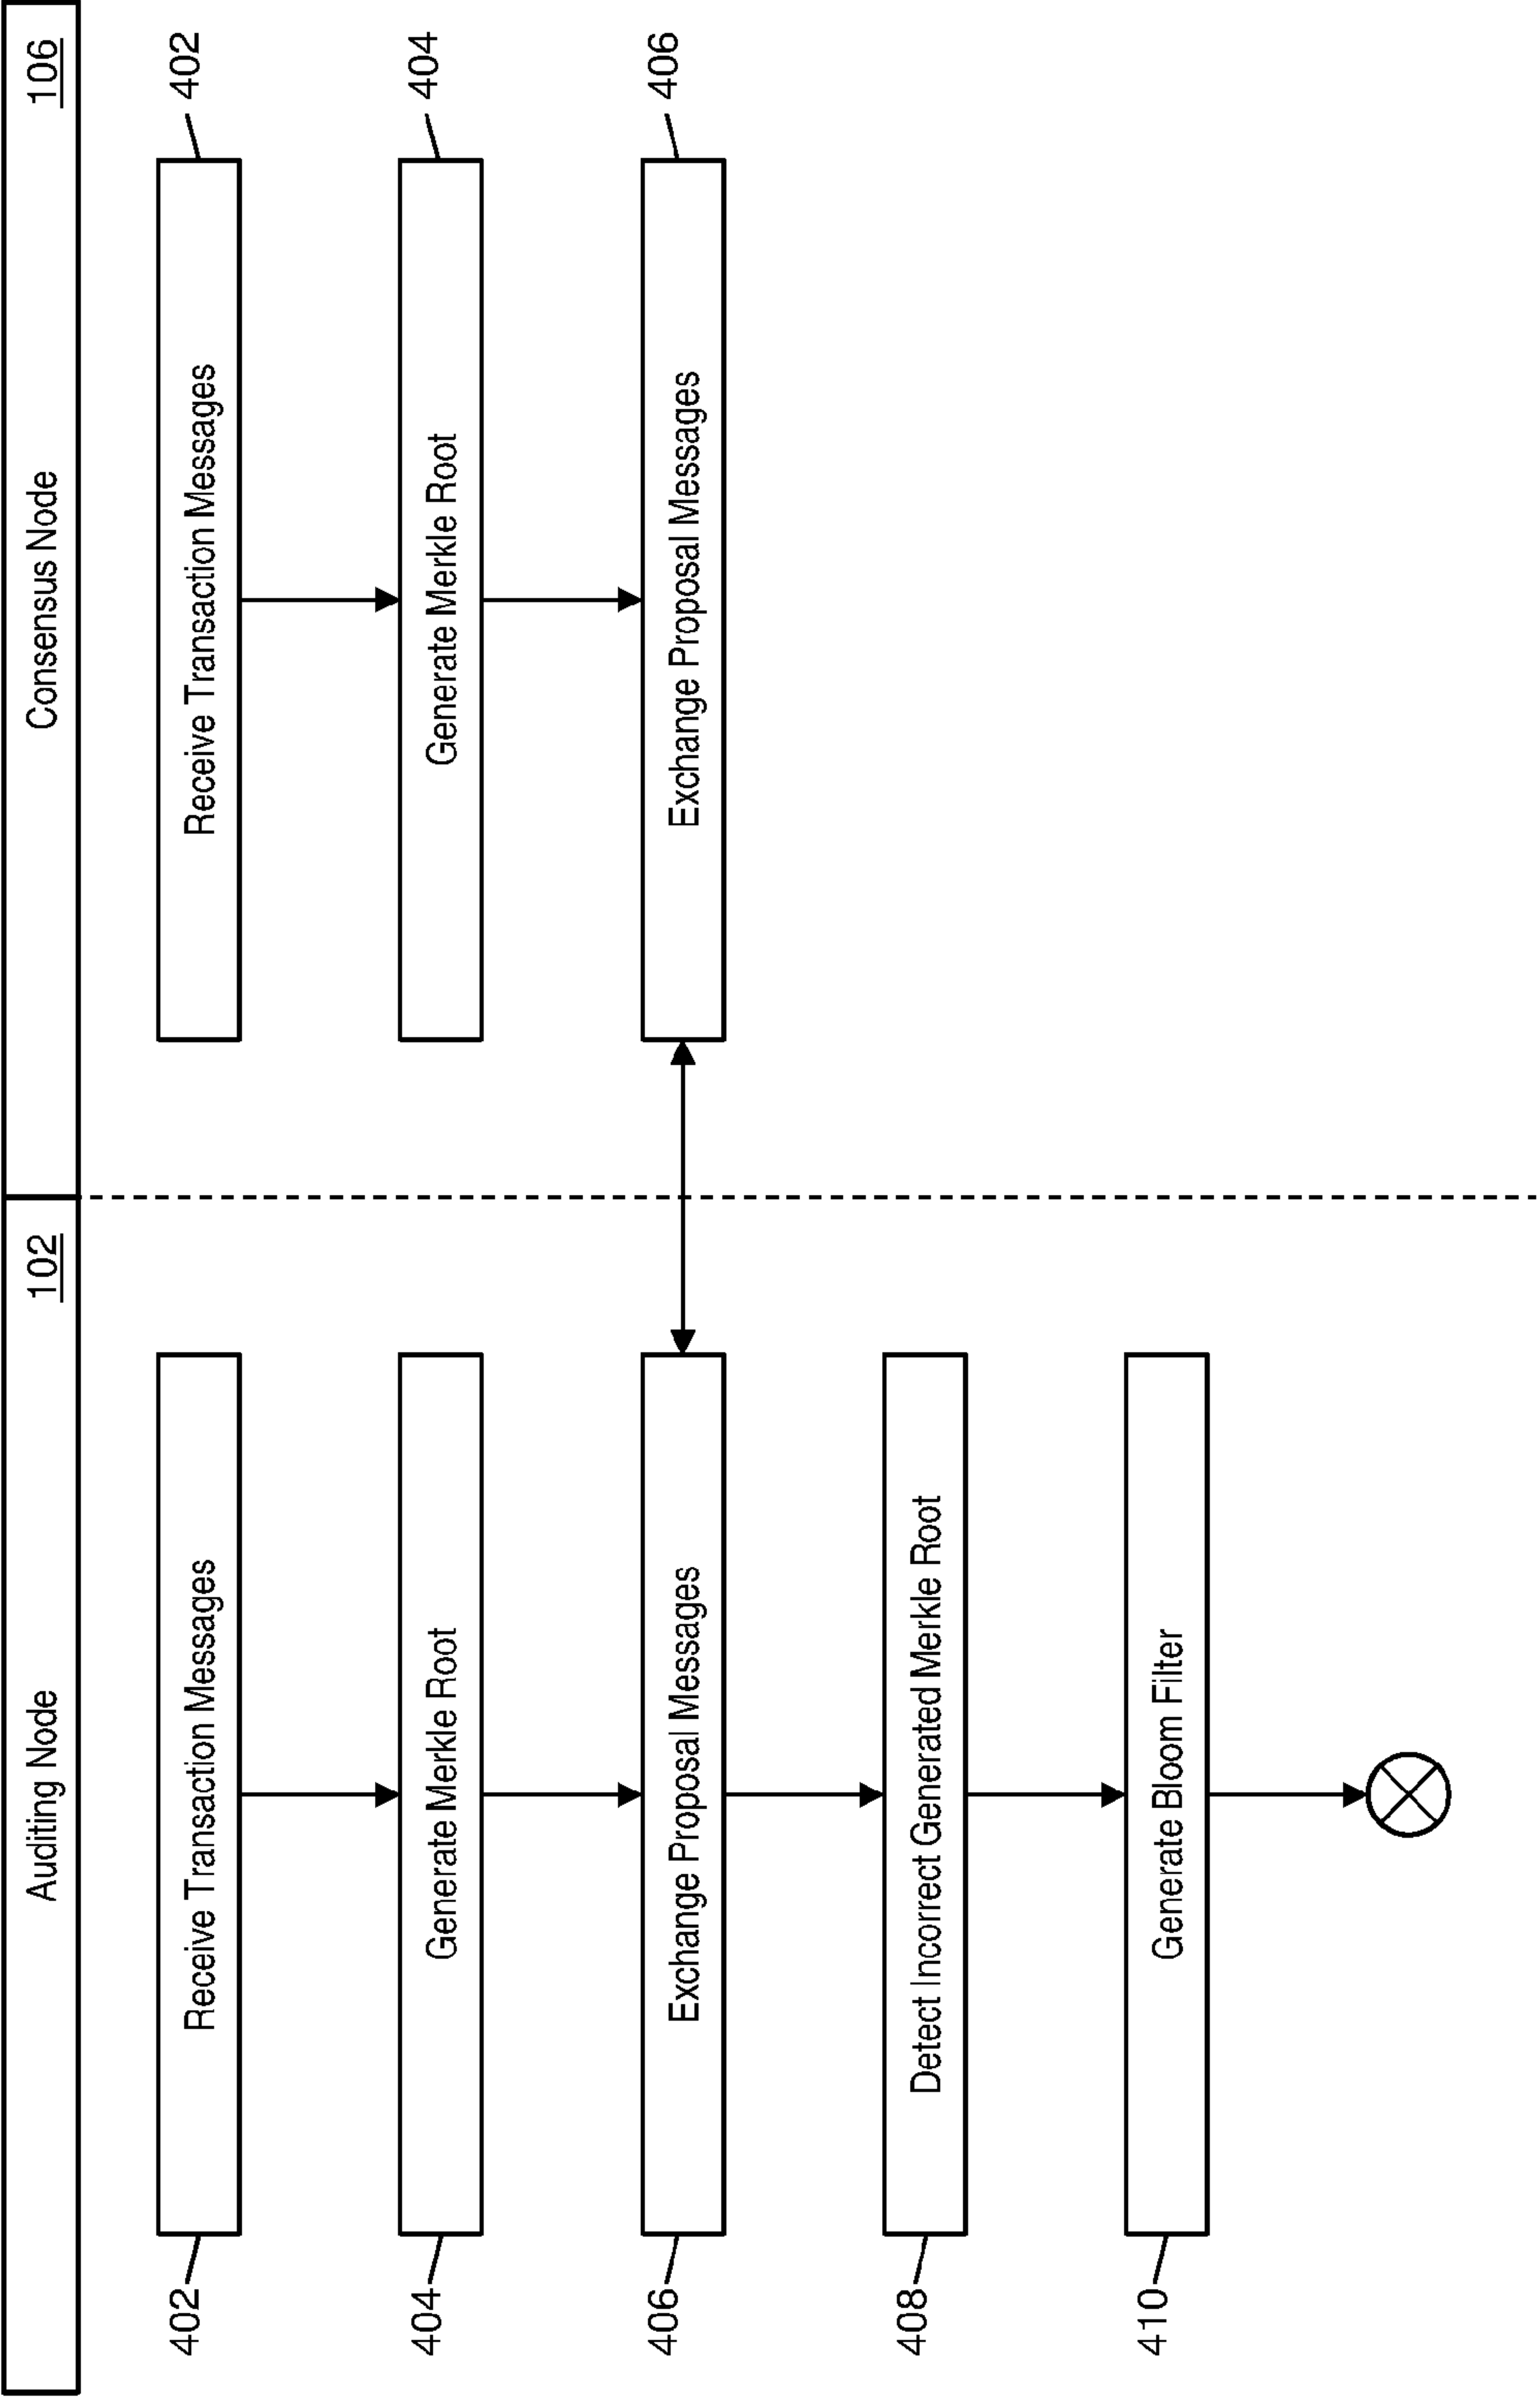 Auditing Node
102
Consensus Node
106
402
Receive Transaction Messages
Receive Transaction Messages
402
404
Generate Merkle Root
Generate Merkle Root
404
406
Exchange Proposal Messages
Exchange Proposal Messages
406
408
Detect Incorrect Generated Merkle Root
410
Generate Bloom Filter